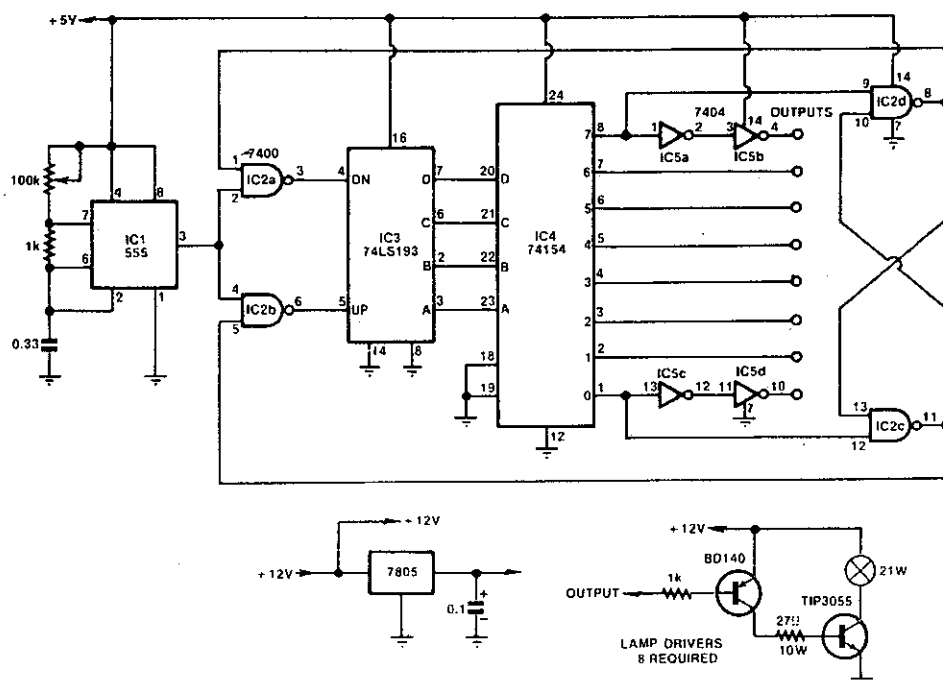 +5V
24
14
9
8
IC2d
10
7
7404
OUTPUTS
14
7
8
1
2
3
4
IC5a
IC5b
16
7400
1
3
4
IC2a
2
DN
D
7
20
D
6
7
100k
4
8
7
IC1
555
3
1k
6
2
1
IC3
74LS193
C
6
21
C
5
6
IC4
74154
4
5
B
2
22
B
3
4
4
6
5
IC2b
5
UP
A
3
23
A
2
3
0.33
14
8
18
1
2
19
IC5c
IC5d
0
1
13
12
11
10
7
13
11
IC2c
12
12
+12V
+12V
7805
0.1
+
−
+12V
BD140
1k
OUTPUT
21W
TIP3055
27Ω
10W
LAMP DRIVERS
8 REQUIRED